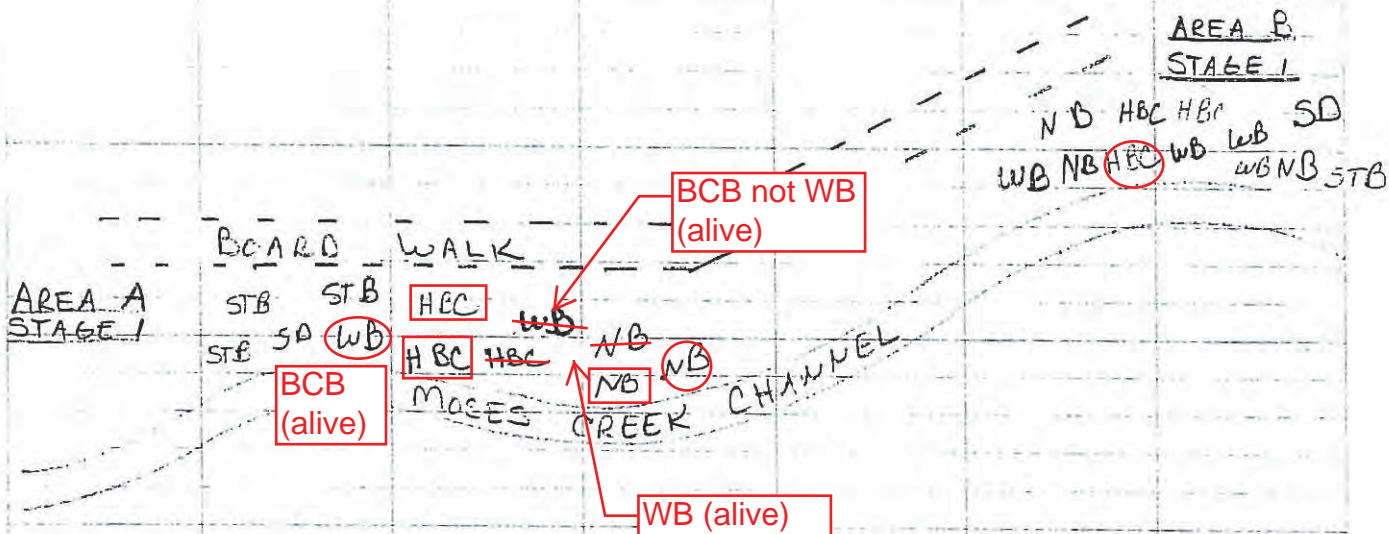 AREA B
STAGE 1
NB HBC HBC SD
WB NB HBC WB WB WB NB STB
BCB not WB
(alive)
BOARD WALK
AREA A
STAGE 1
STB STB HBC WB
STB SD WB HBC HBC NB
NB NB
BCB
(alive)
MOSES CREEK CHANNEL
WB (alive)